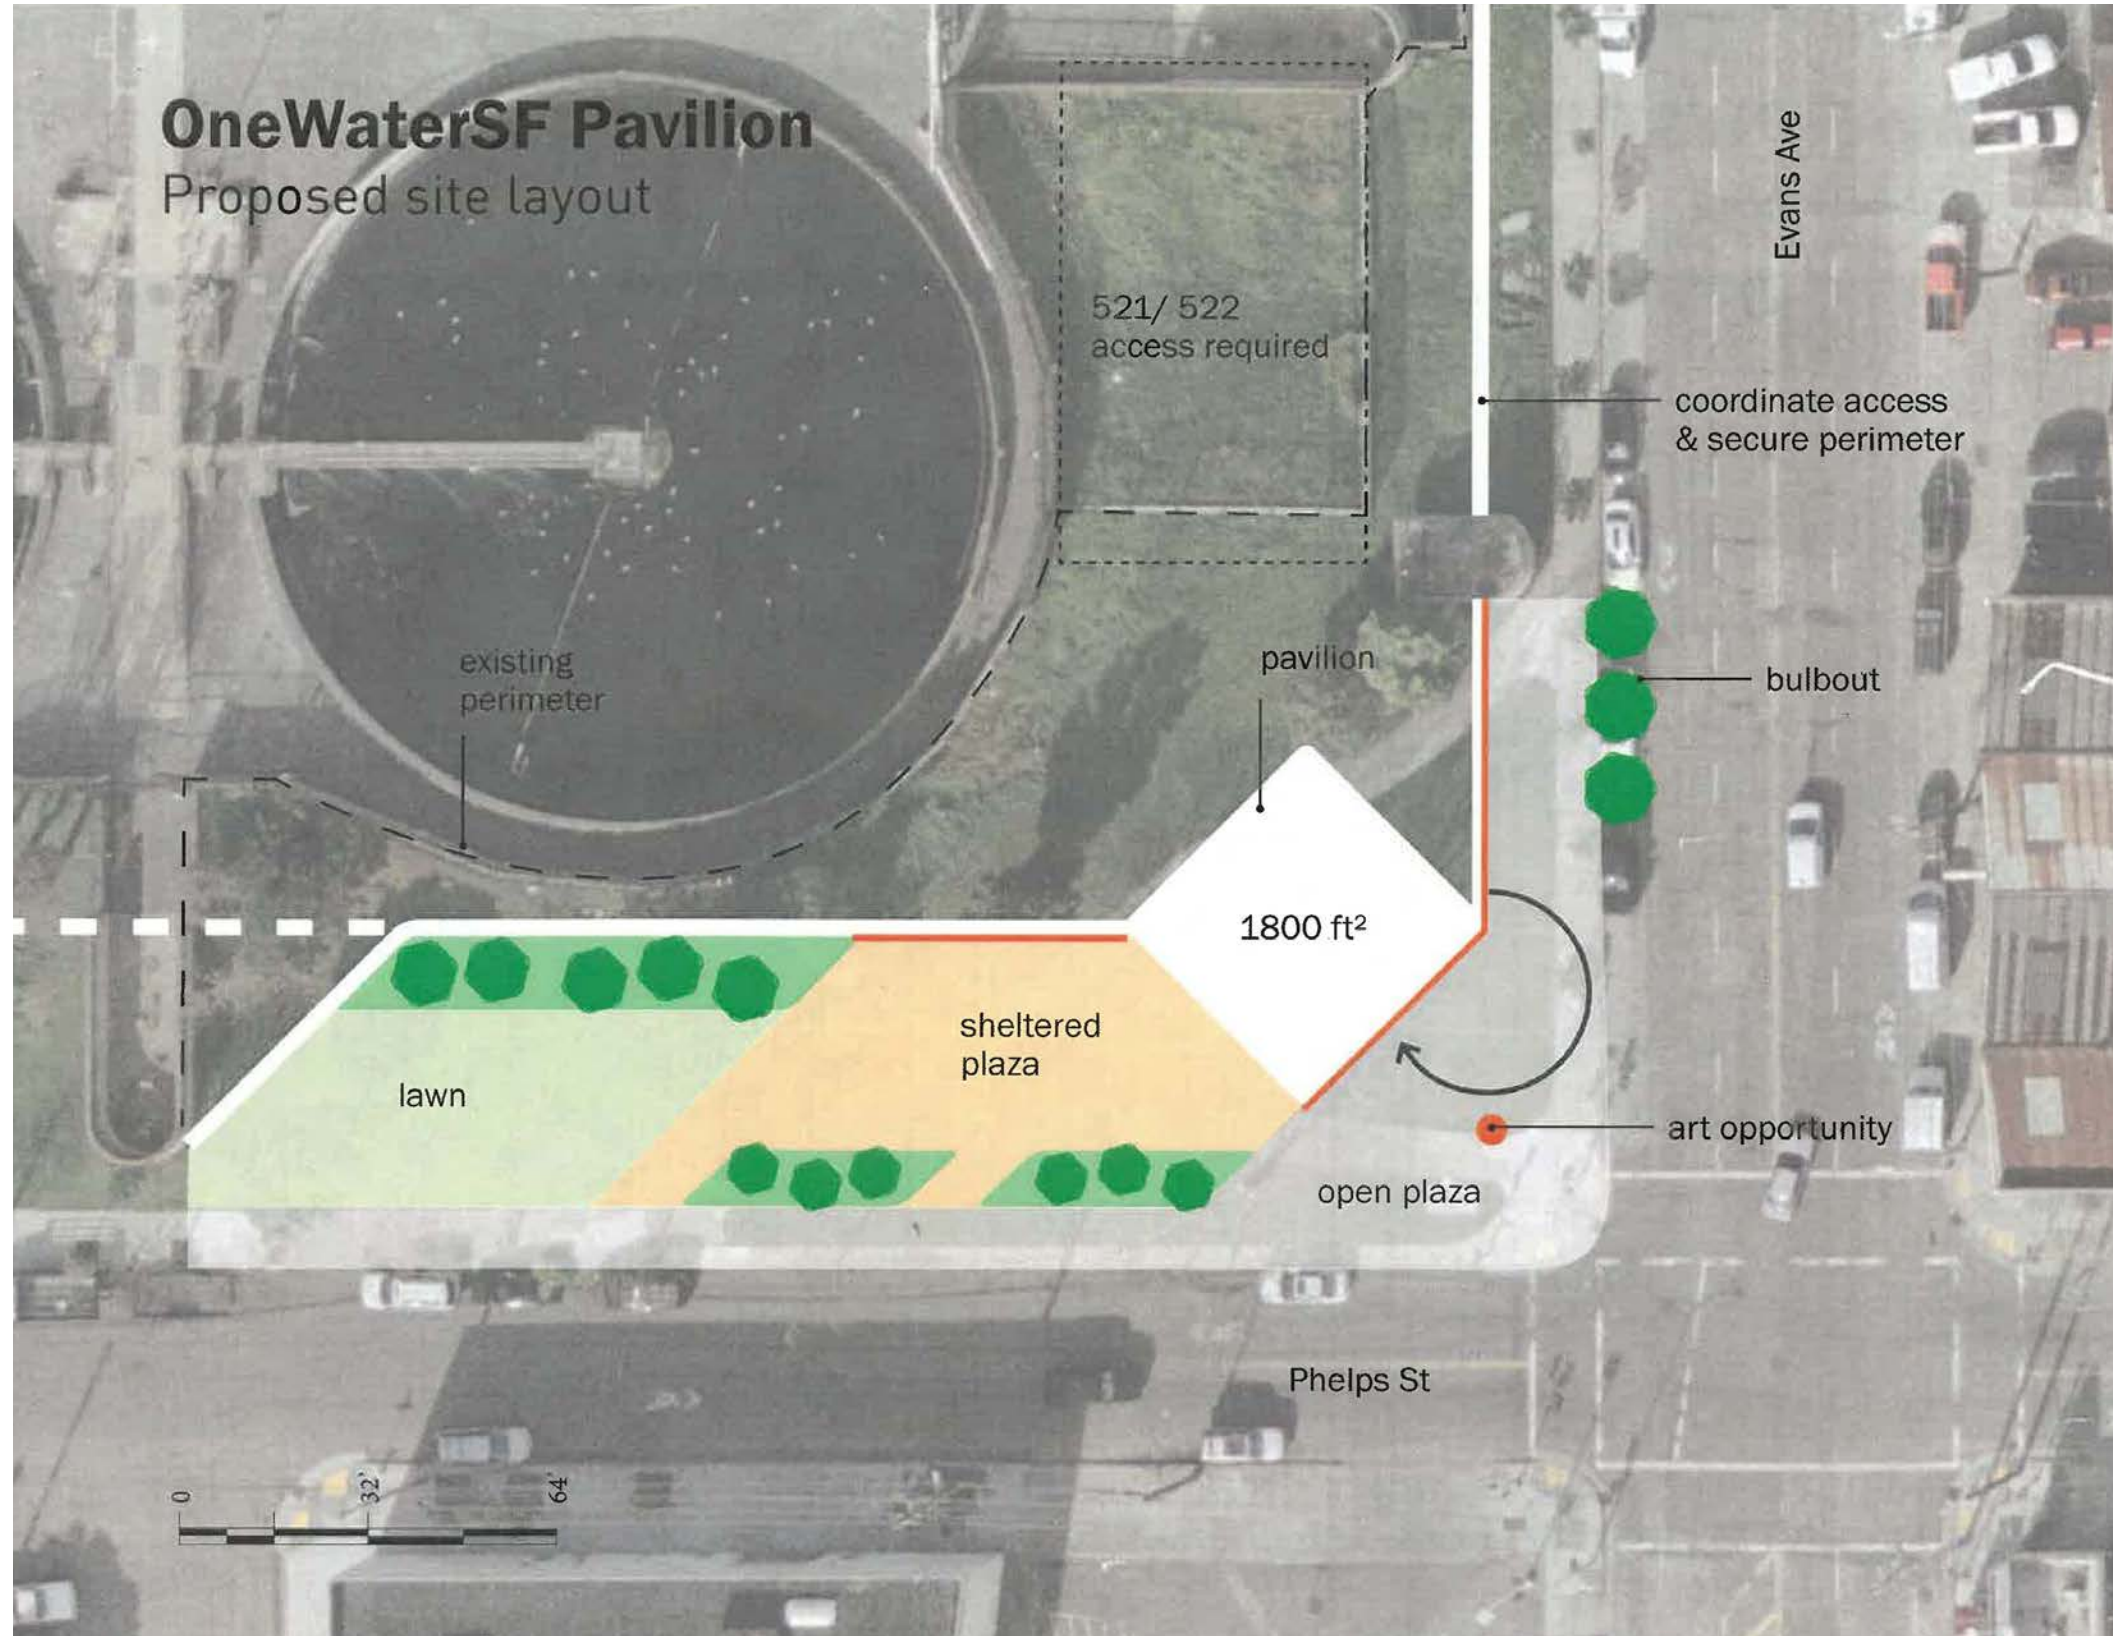 OneWaterSF Pavilion
Proposed site layout
Evans Ave
521/ 522
access required
coordinate access
& secure perimeter
existing
perimeter
pavilion
bulbout
1800 ft²
sheltered
plaza
lawn
art opportunity
open plaza
Phelps St
0
32'
64'